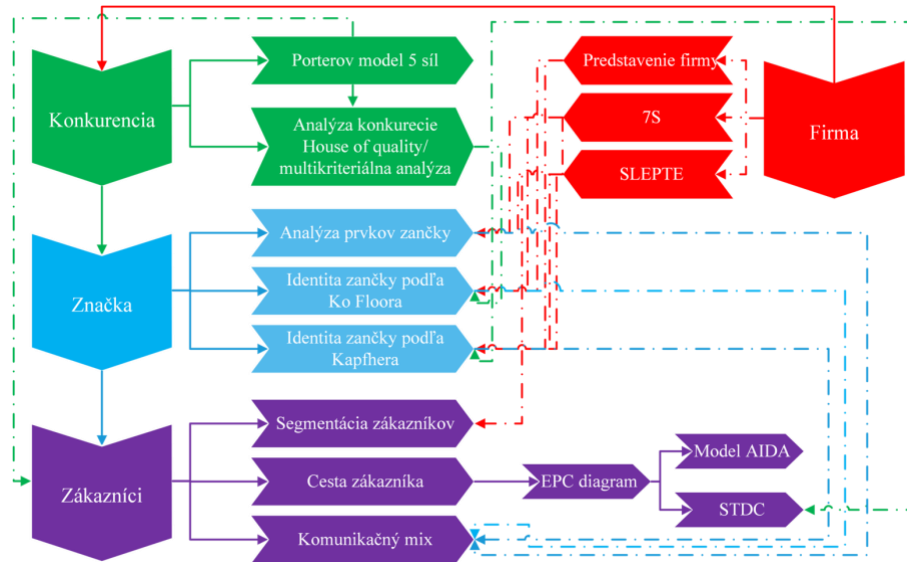 Konkurencia
Porterov model 5 síl
Analýza konkurecie
House of quality/
multikriteriálna analýza
Predstavenie firmy
7S
SLEPTE
Firma
Značka
Analýza prvkov zančky
Identita zančky podľa
Ko Floora
Identita zančky podľa
Kapfhera
Zákazníci
Segmentácia zákazníkov
Cesta zákazníka
Komunikačný mix
EPC diagram
Model AIDA
STDC